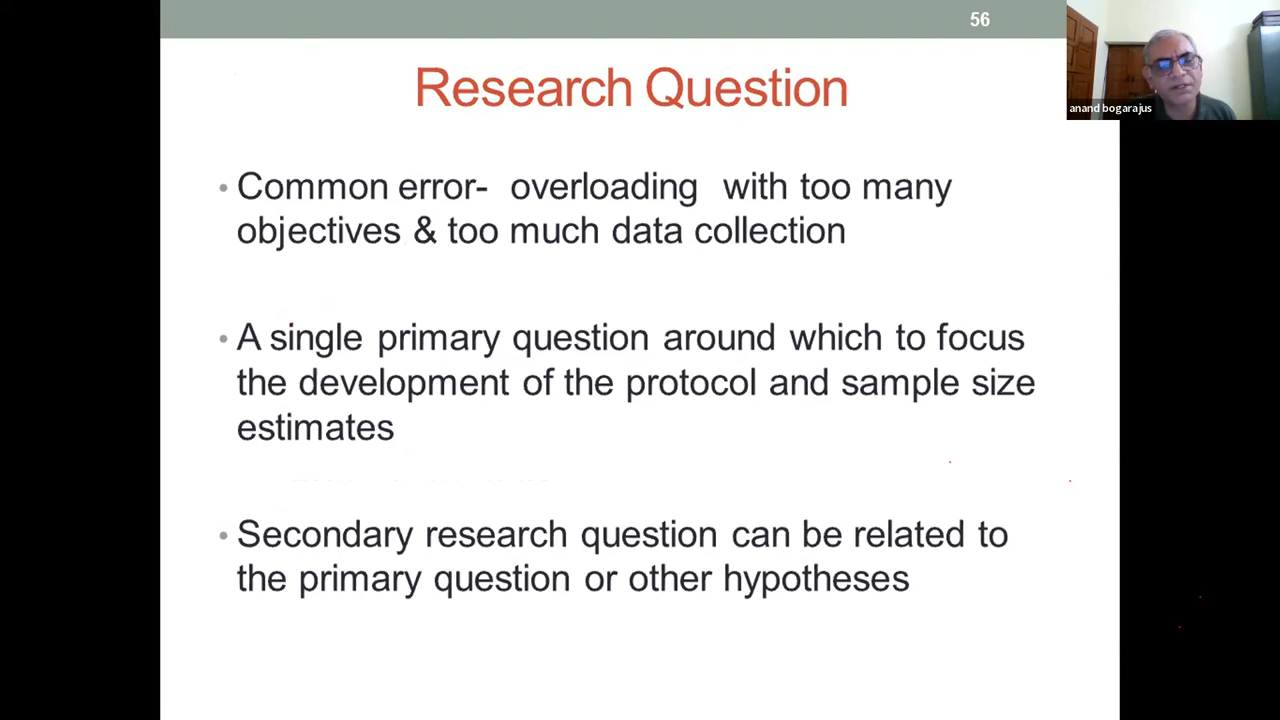 56
anand bogarajus
Research Question
• Common error- overloading with too many
objectives & too much data collection
• A single primary question around which to focus
the development of the protocol and sample size
estimates
• Secondary research question can be related to
the primary question or other hypotheses